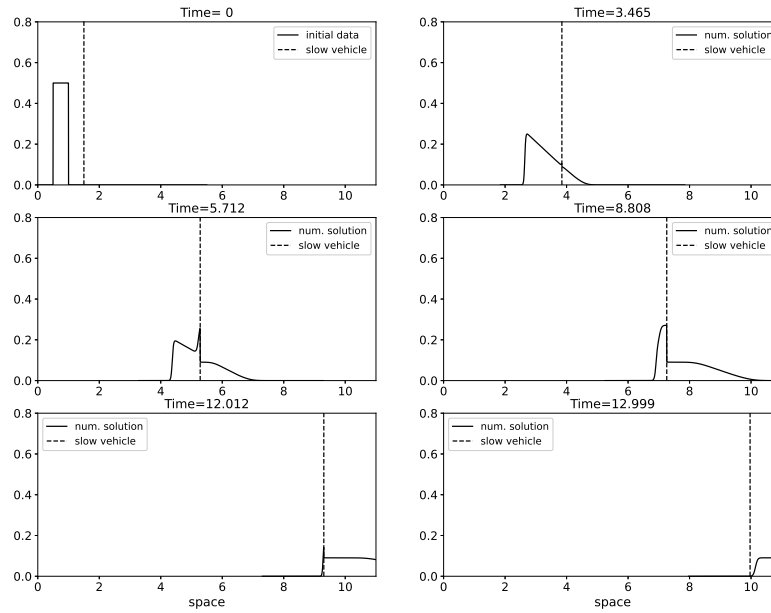 Time= 0
0.8
0.6
0.4
0.2
0.0
0 2 4 6 8 10
initial data
slow vehicle
Time=3.465
0.8
0.6
0.4
0.2
0.0
0 2 4 6 8 10
num. solution
slow vehicle
Time=5.712
0.8
0.6
0.4
0.2
0.0
0 2 4 6 8 10
num. solution
slow vehicle
Time=8.808
0.8
0.6
0.4
0.2
0.0
0 2 4 6 8 10
num. solution
slow vehicle
Time=12.012
0.8
0.6
0.4
0.2
0.0
0 2 4 6 8 10
space
num. solution
slow vehicle
Time=12.999
0.8
0.6
0.4
0.2
0.0
0 2 4 6 8 10
space
num. solution
slow vehicle